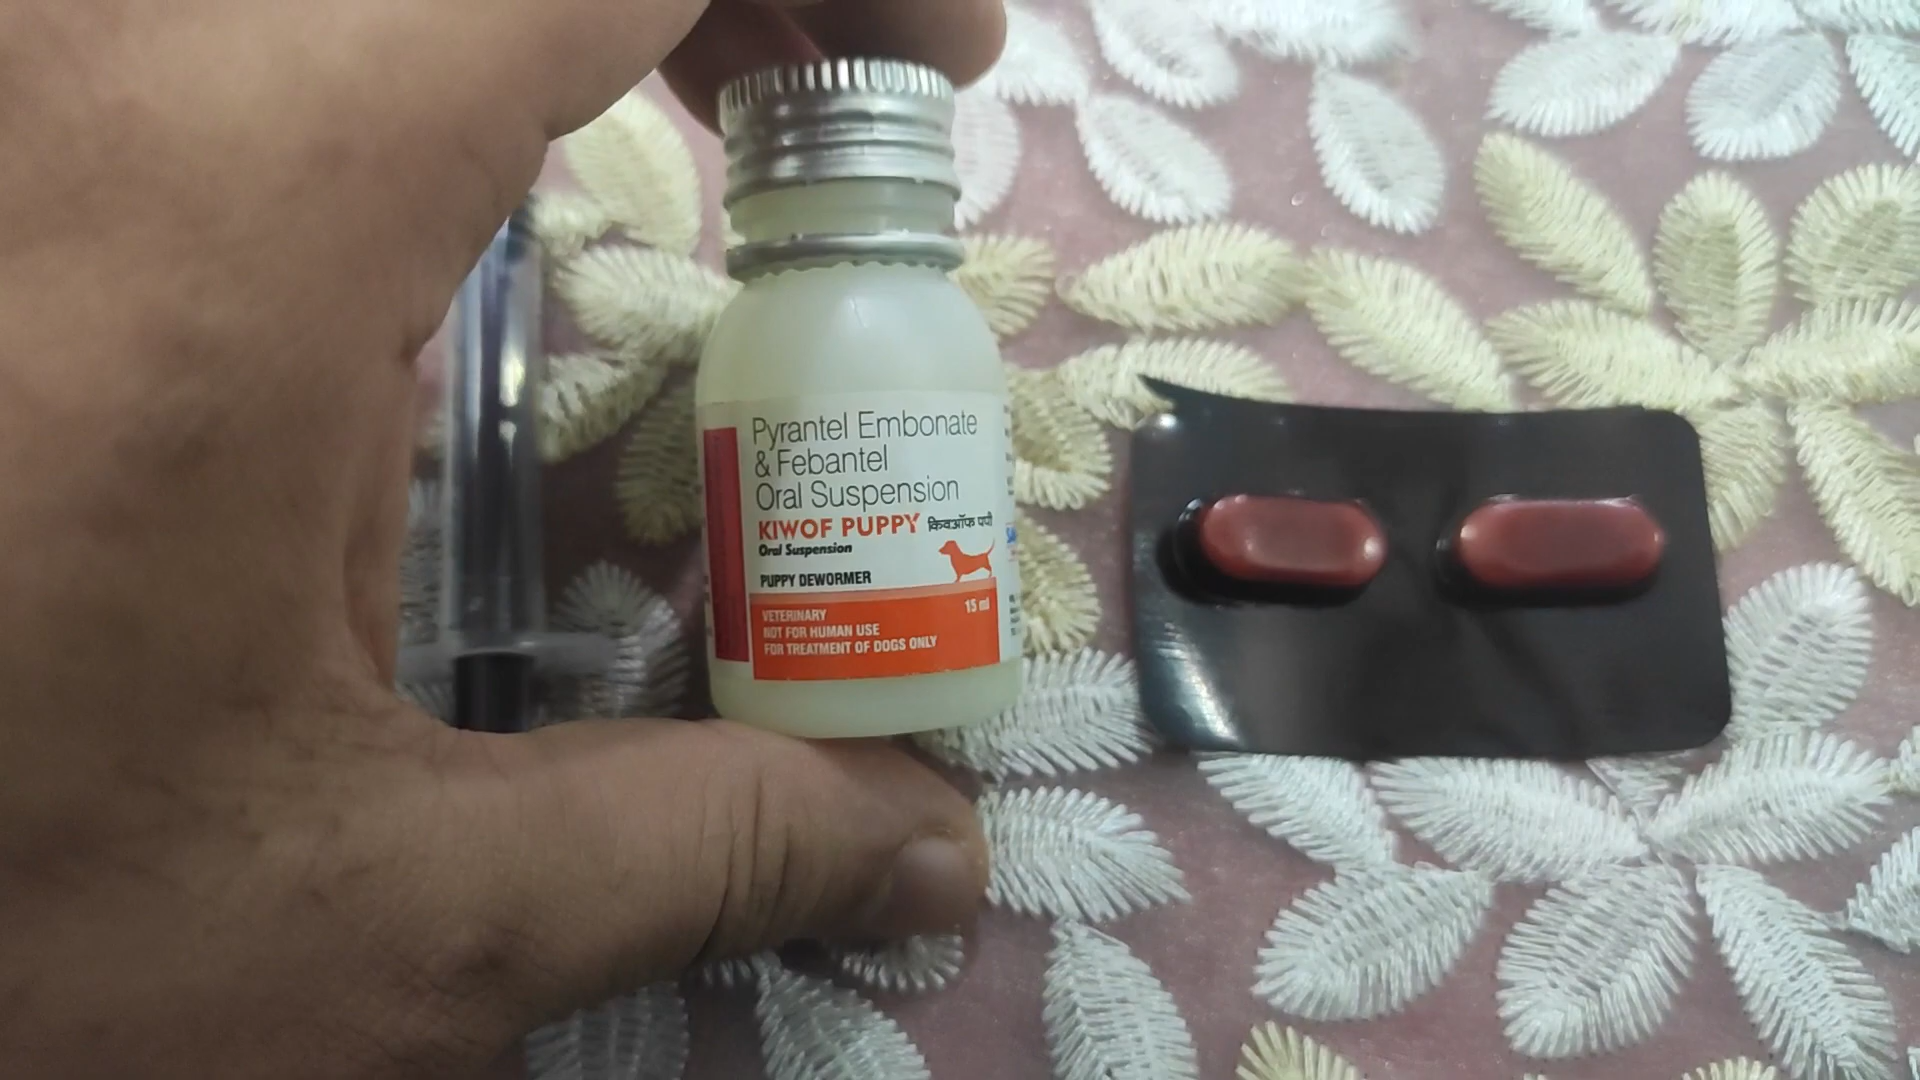 Pyrantel Embonate
& Febantel
Oral Suspension
KIWOF PUPPY किवऑफ पपी
Oral Suspension
PUPPY DEWORMER
VETERINARY 15 ml
NOT FOR HUMAN USE
FOR TREATMENT OF DOGS ONLY